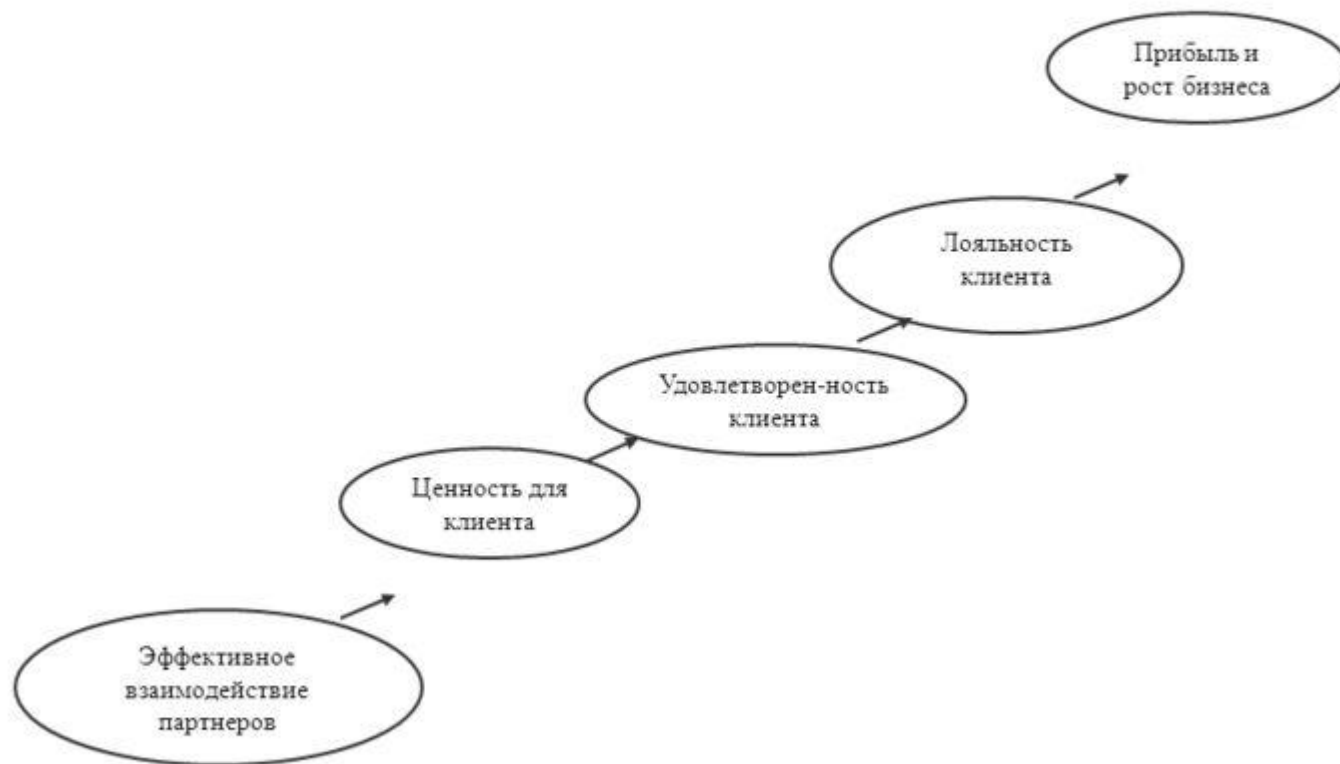 Прибыль и
рост бизнеса
Лояльность
клиента
Удовлетворен-ность
клиента
Ценность для
клиента
Эффективное
взаимодействие
партнеров